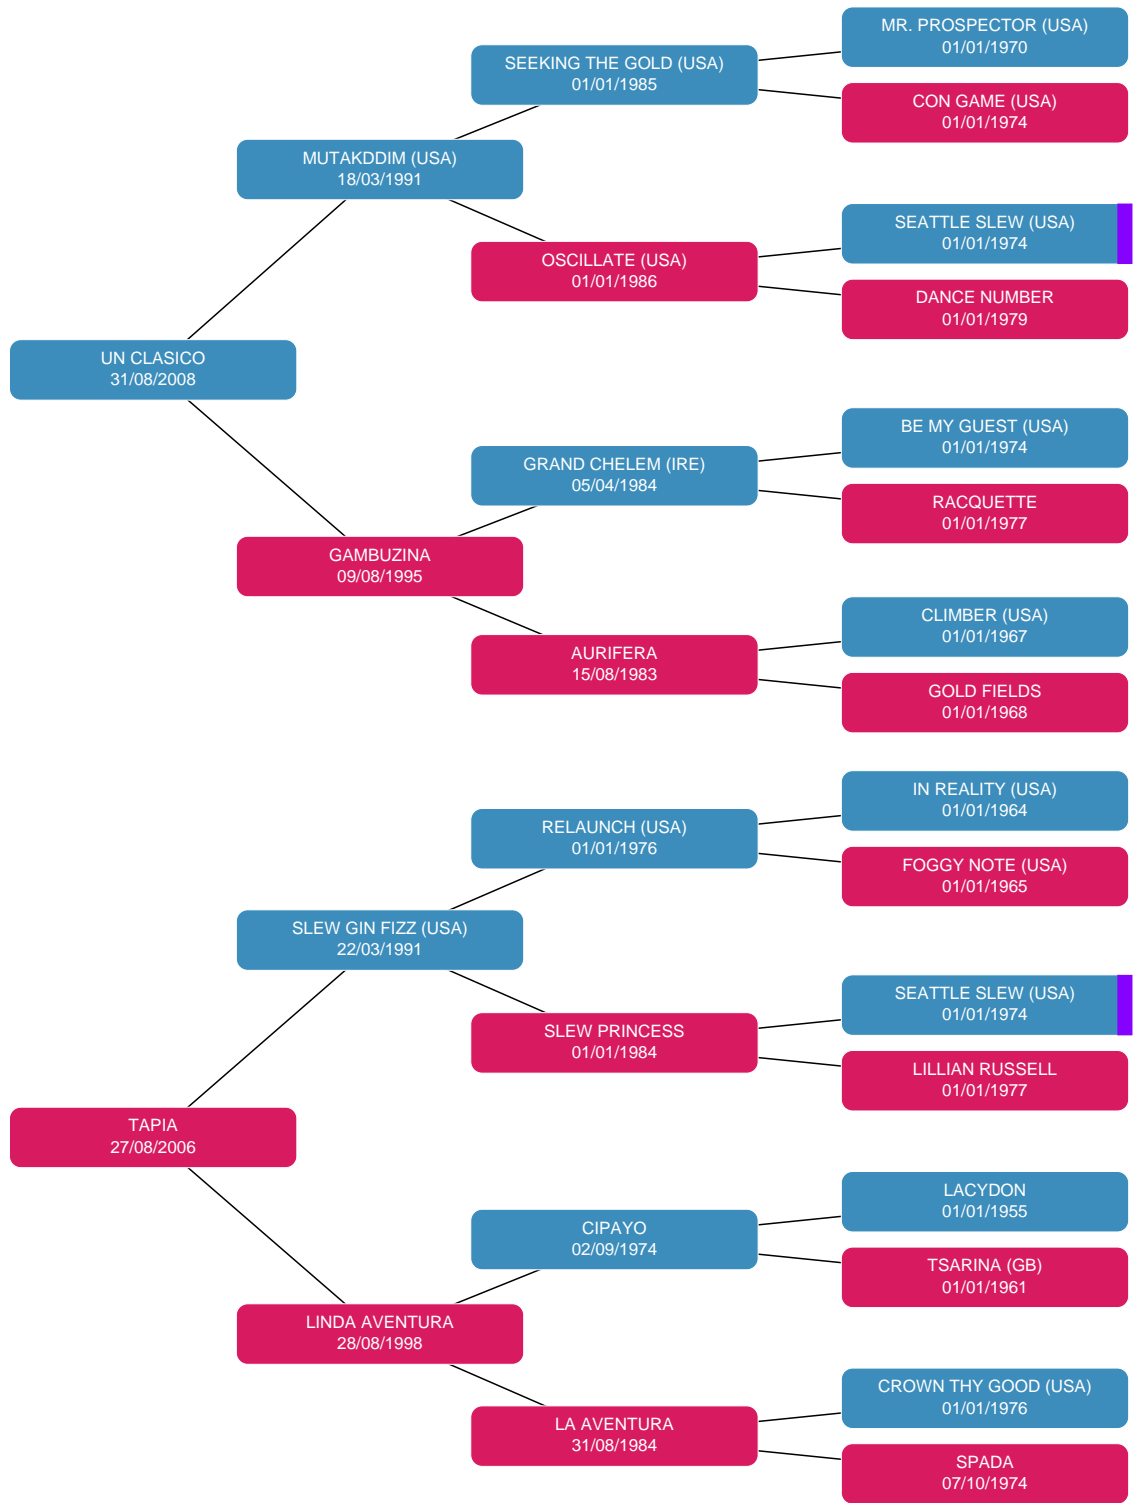 MR. PROSPECTOR (USA)
01/01/1970
SEEKING THE GOLD (USA)
01/01/1985
CON GAME (USA)
01/01/1974
MUTAKDDIM (USA)
18/03/1991
SEATTLE SLEW (USA)
01/01/1974
OSCILLATE (USA)
01/01/1986
DANCE NUMBER
01/01/1979
UN CLASICO
31/08/2008
BE MY GUEST (USA)
01/01/1974
GRAND CHELEM (IRE)
05/04/1984
RACQUETTE
01/01/1977
GAMBUZINA
09/08/1995
CLIMBER (USA)
01/01/1967
AURIFERA
15/08/1983
GOLD FIELDS
01/01/1968
IN REALITY (USA)
01/01/1964
RELAUNCH (USA)
01/01/1976
FOGGY NOTE (USA)
01/01/1965
SLEW GIN FIZZ (USA)
22/03/1991
SEATTLE SLEW (USA)
01/01/1974
SLEW PRINCESS
01/01/1984
LILLIAN RUSSELL
01/01/1977
TAPIA
27/08/2006
LACYDON
01/01/1955
CIPAYO
02/09/1974
TSARINA (GB)
01/01/1961
LINDA AVENTURA
28/08/1998
CROWN THY GOOD (USA)
01/01/1976
LA AVENTURA
31/08/1984
SPADA
07/10/1974